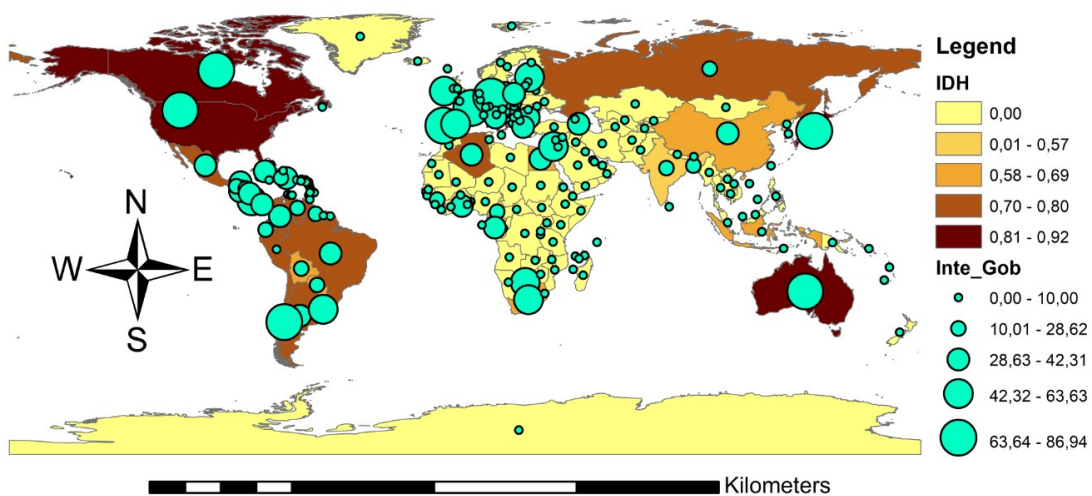 Legend
IDH
0,00
0,01 - 0,57
0,58 - 0,69
0,70 - 0,80
0,81 - 0,92
Inte_Gob
0,00 - 10,00
10,01 - 28,62
28,63 - 42,31
42,32 - 63,63
63,64 - 86,94
N
W E
S
Kilometers